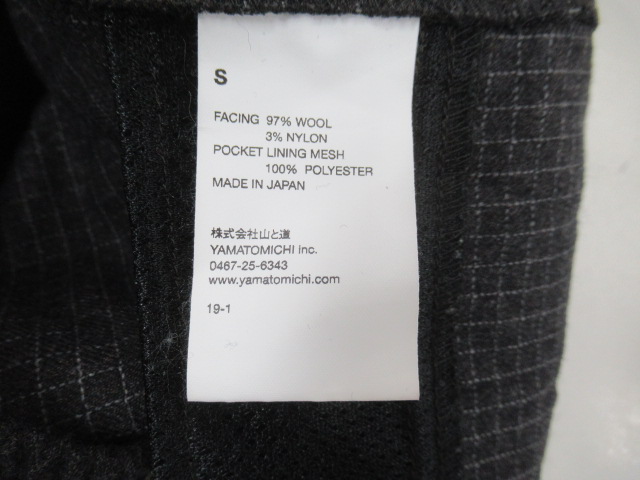 S
FACING 97% WOOL
3% NYLON
POCKET LINING MESH
100% POLYESTER
MADE IN JAPAN
株式会社山と道
YAMATOMICHI inc.
0467-25-6343
www.yamatomichi.com
19-1